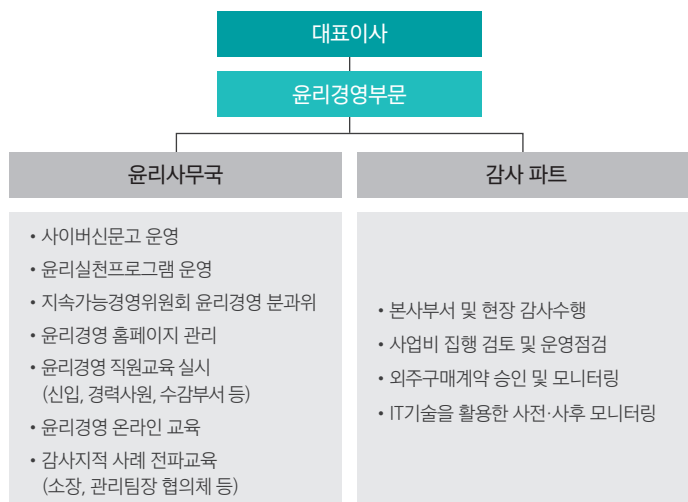 대표이사
윤리경영부문
윤리사무국
• 사이버신문고 운영
• 윤리실천프로그램 운영
• 지속가능경영위원회 윤리경영 분과위
• 윤리경영 홈페이지 관리
• 윤리경영 직원교육 실시
(신입, 경력사원, 수감부서 등)
• 윤리경영 온라인 교육
• 감사지적 사례 전파교육
(소장, 관리팀장 협의체 등)
감사 파트
• 본사부서 및 현장 감사수행
• 사업비 집행 검토 및 운영점검
• 외주구매계약 승인 및 모니터링
• IT기술을 활용한 사전·사후 모니터링